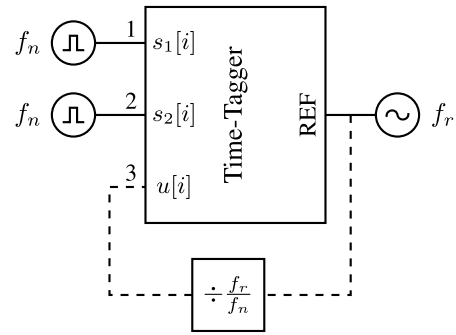 1
f_n s_1[i]
2
f_n s_2[i]
3
u[i]
Time-Tagger
REF
f_r
÷ f_r/f_n